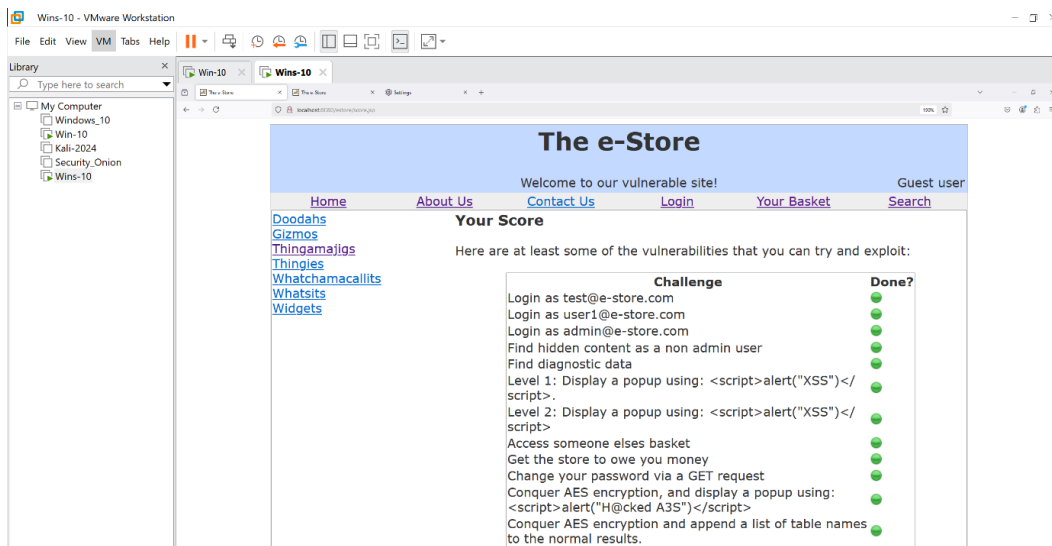 Wins-10 - VMware Workstation
File Edit View VM Tabs Help
Library
Type here to search
My Computer
Windows_10
Win-10
Kali-2024
Security_Onion
Wins-10
Win-10
Wins-10
The e-Store
The e-Store
Settings
localhost:8080/estore/score.jsp
100%
The e-Store
Welcome to our vulnerable site!
Guest user
Home About Us Contact Us Login Your Basket Search
Doodahs
Gizmos
Thingamajigs
Thingies
Whatchamacallits
Whatsits
Widgets
Your Score
Here are at least some of the vulnerabilities that you can try and exploit:
Challenge Done?
Login as test@e-store.com
Login as user1@e-store.com
Login as admin@e-store.com
Find hidden content as a non admin user
Find diagnostic data
Level 1: Display a popup using: <script>alert("XSS")</
script>.
Level 2: Display a popup using: <script>alert("XSS")</
script>
Access someone elses basket
Get the store to owe you money
Change your password via a GET request
Conquer AES encryption, and display a popup using:
<script>alert("H@cked A3S")</script>
Conquer AES encryption and append a list of table names
to the normal results.